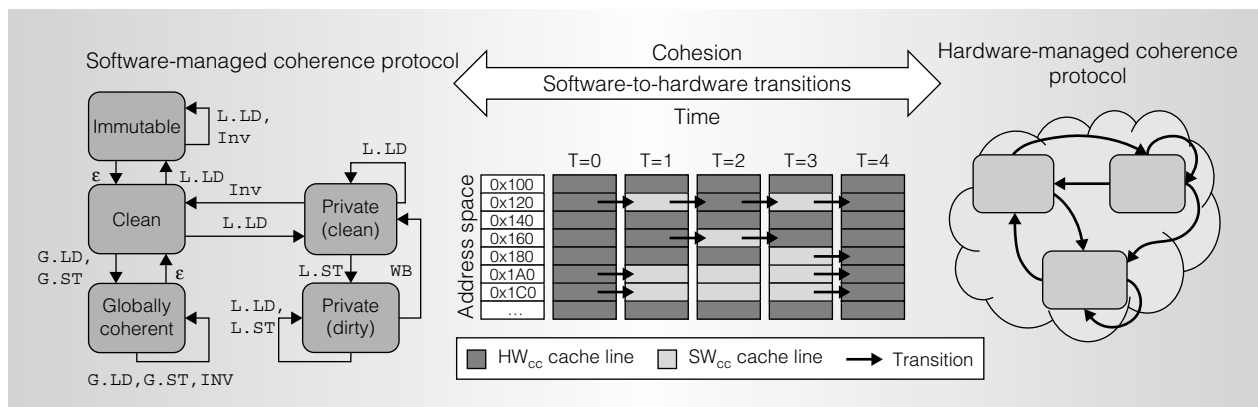 Software-managed coherence protocol
Immutable
L.LD,
Inv
ε
L.LD
Inv
L.LD
Clean
Private
(clean)
L.LD
G.LD,
G.ST
ε
L.ST
WB
Globally
coherent
L.LD,
L.ST
Private
(dirty)
G.LD,G.ST,INV
Cohesion
Software-to-hardware transitions
Time
T=0 T=1 T=2 T=3 T=4
Address space
0x100
0x120
0x140
0x160
0x180
0x1A0
0x1C0
...
HWcc cache line SWcc cache line Transition
Hardware-managed coherence
protocol